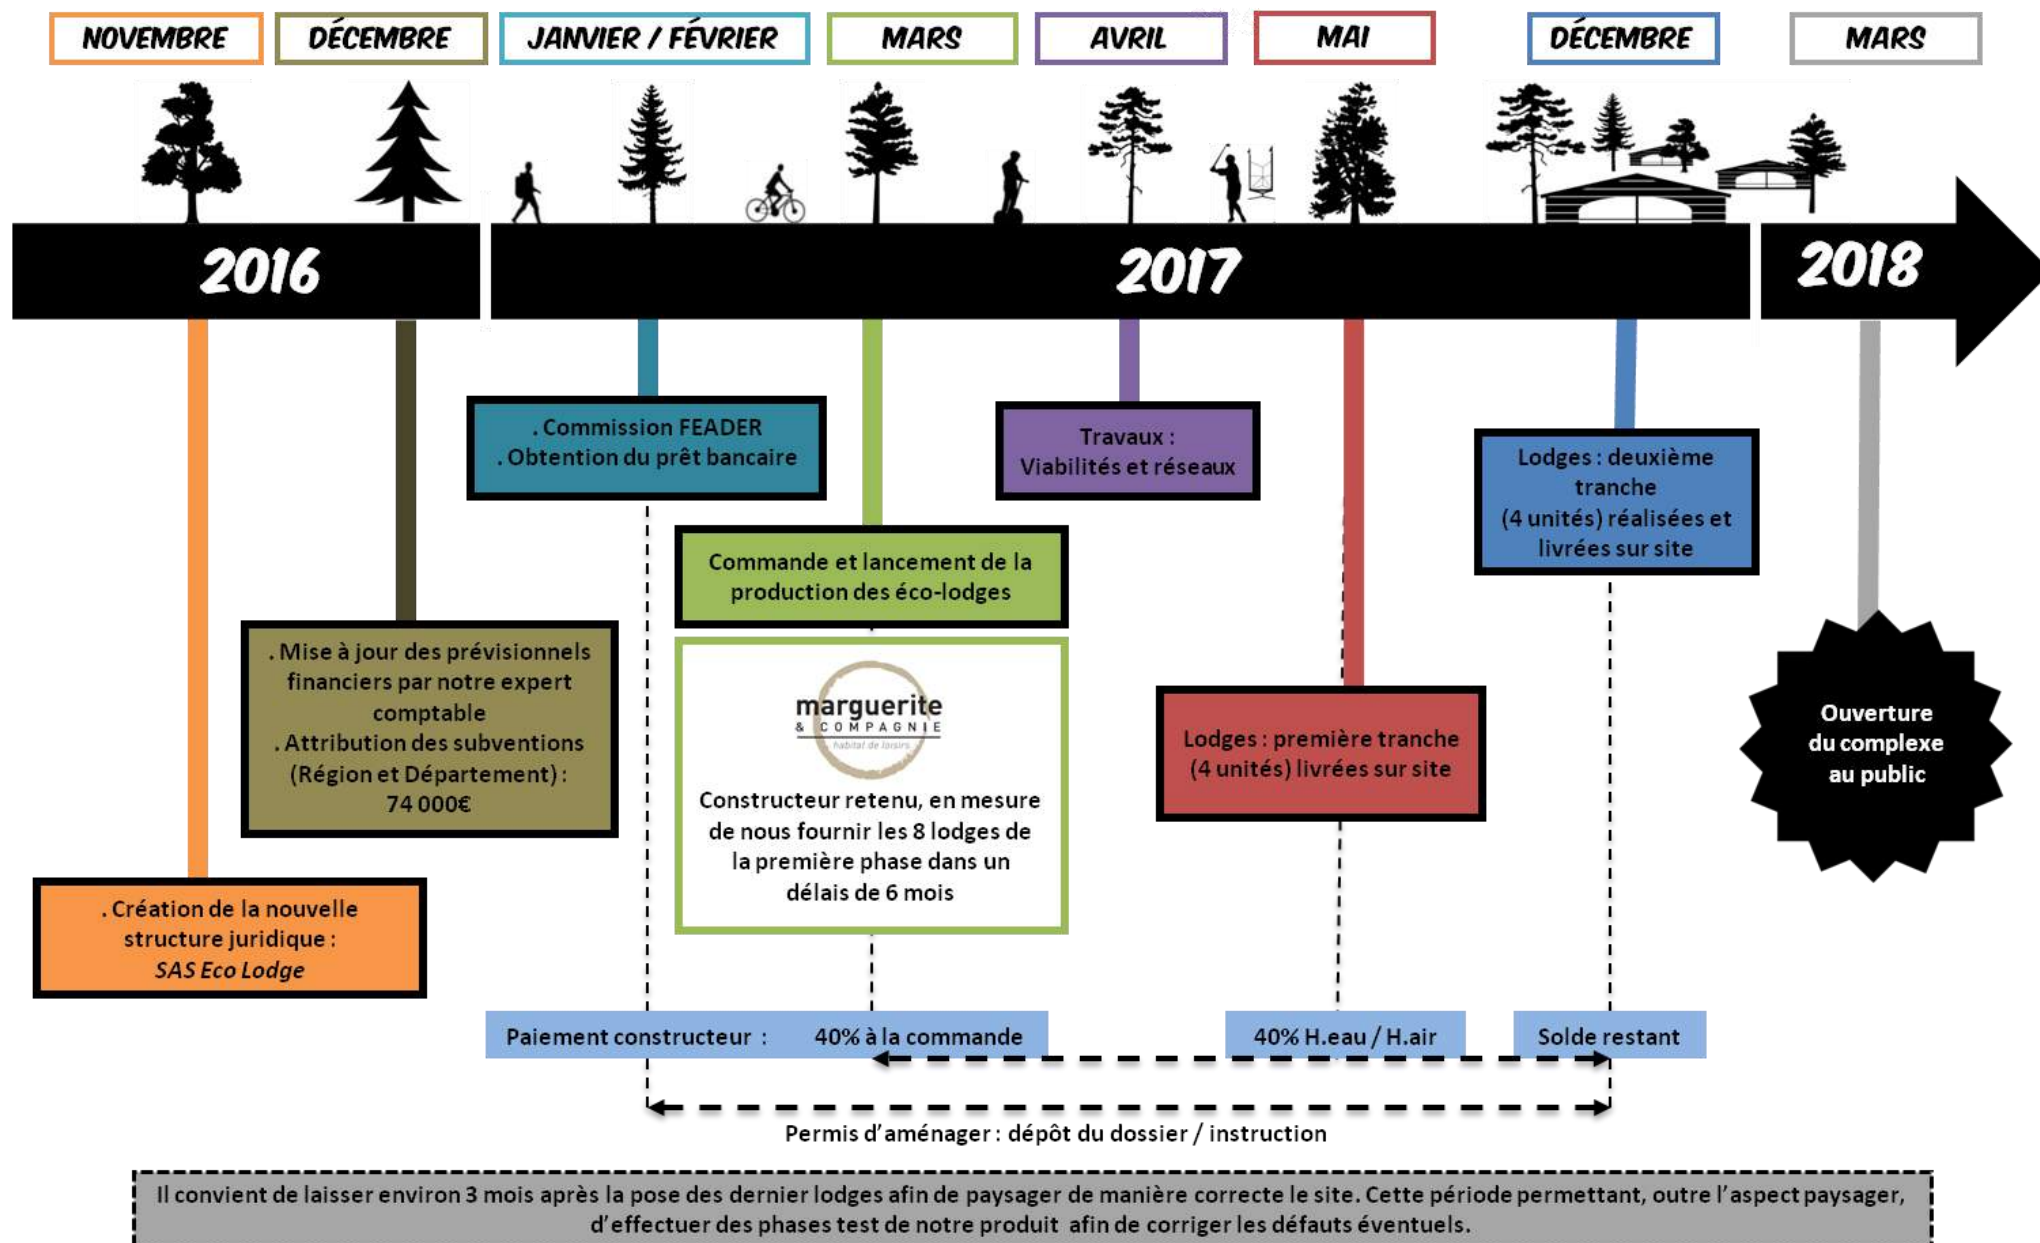 NOVEMBRE
DÉCEMBRE
JANVIER / FÉVRIER
MARS
AVRIL
MAI
DÉCEMBRE
MARS
2016
2017
2018
. Commission FEADER
. Obtention du prêt bancaire
Travaux :
Viabilités et réseaux
Lodges : deuxième
tranche
(4 unités) réalisées et
livrées sur site
Commande et lancement de la
production des éco-lodges
. Mise à jour des prévisionnels
financiers par notre expert
comptable
. Attribution des subventions
(Région et Département) :
74 000€
marguerite
& COMPAGNIE
habitat de loisirs
Constructeur retenu, en mesure
de nous fournir les 8 lodges de
la première phase dans un
délais de 6 mois
Lodges : première tranche
(4 unités) livrées sur site
Ouverture
du complexe
au public
. Création de la nouvelle
structure juridique :
SAS Eco Lodge
Paiement constructeur : 40% à la commande
40% H.eau / H.air
Solde restant
Permis d'aménager : dépôt du dossier / instruction
Il convient de laisser environ 3 mois après la pose des dernier lodges afin de paysager de manière correcte le site. Cette période permettant, outre l'aspect paysager,
d'effectuer des phases test de notre produit afin de corriger les défauts éventuels.